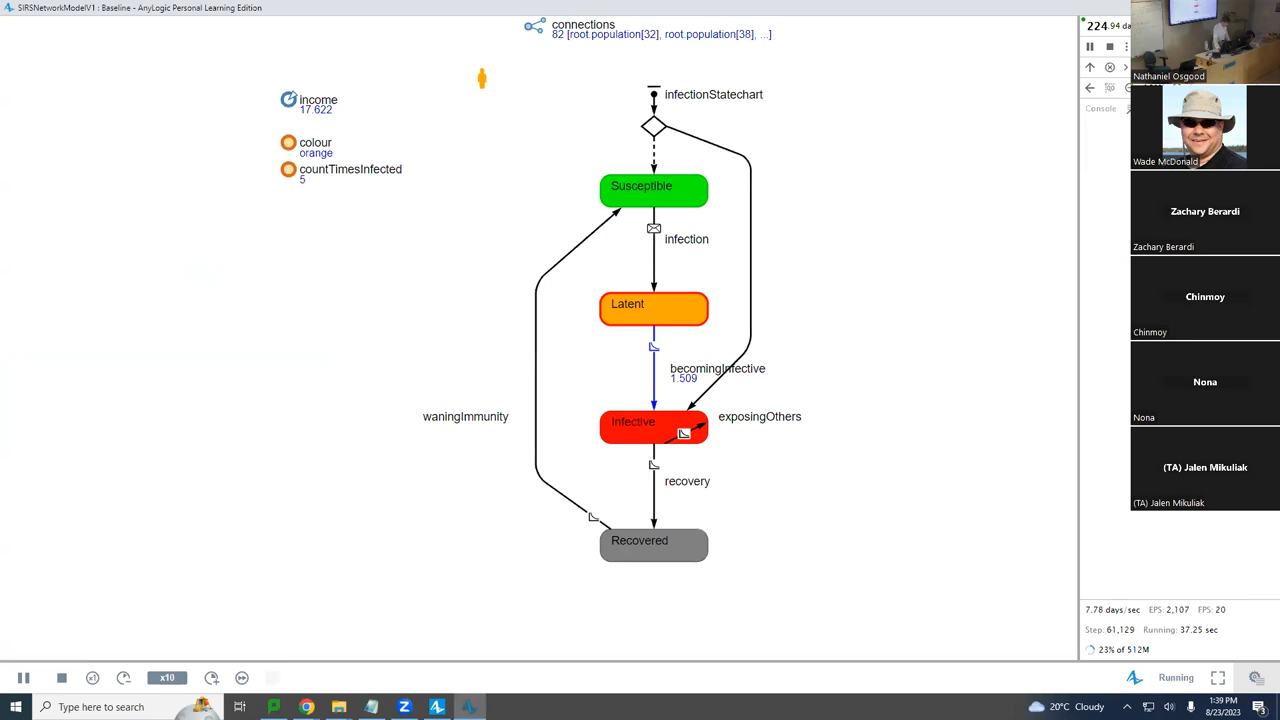 SIRSNetworkModelV1 : Baseline - AnyLogic Personal Learning Edition
connections
82 [root.population[32], root.population[38], ...]
income
17.622
colour
orange
countTimesInfected
5
infectionStatechart
Susceptible
infection
Latent
becomingInfective
1.509
waningImmunity
Infective
exposingOthers
recovery
Recovered
224.94 da
Console
Nathaniel Osgood
Wade McDonald
Zachary Berardi
Zachary Berardi
Chinmoy
Chinmoy
Nona
Nona
(TA) Jalen Mikuliak
(TA) Jalen Mikuliak
7.78 days/sec EPS: 2,107 FPS: 20
Step: 61,129 Running: 37.25 sec
23% of 512M
x1
x10
Running
Type here to search
20°C Cloudy
1:39 PM
8/23/2023
3